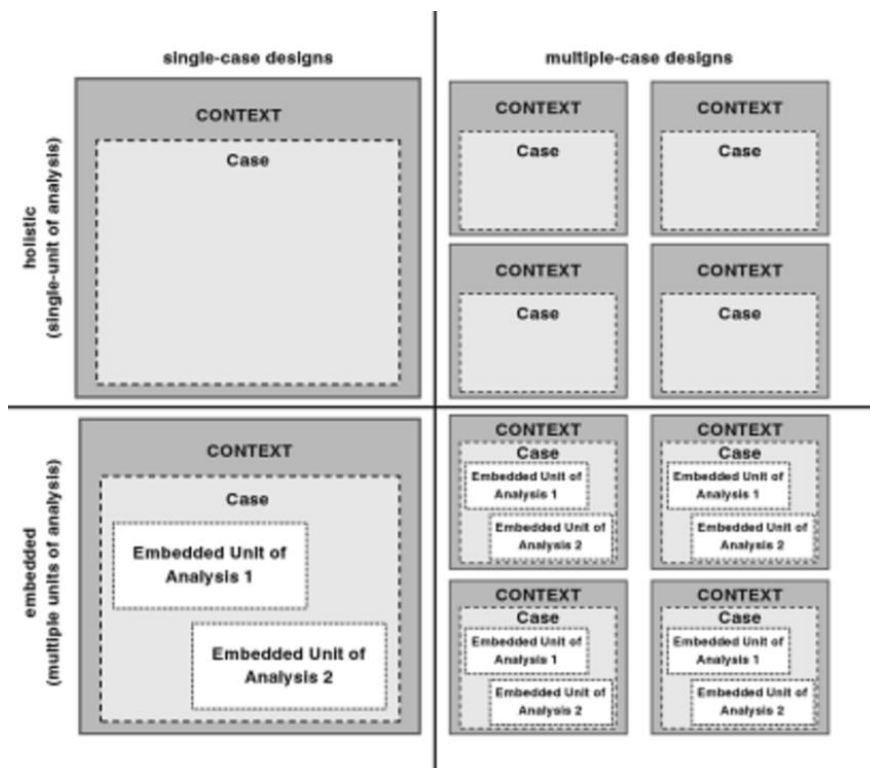 single-case designs
multiple-case designs
holistic
(single-unit of analysis)
CONTEXT
Case
CONTEXT
Case
CONTEXT
Case
CONTEXT
Case
CONTEXT
Case
embedded
(multiple units of analysis)
CONTEXT
Case
Embedded Unit of
Analysis 1
Embedded Unit of
Analysis 2
CONTEXT
Case
Embedded Unit of
Analysis 1
Embedded Unit of
Analysis 2
CONTEXT
Case
Embedded Unit of
Analysis 1
Embedded Unit of
Analysis 2
CONTEXT
Case
Embedded Unit of
Analysis 1
Embedded Unit of
Analysis 2
CONTEXT
Case
Embedded Unit of
Analysis 1
Embedded Unit of
Analysis 2